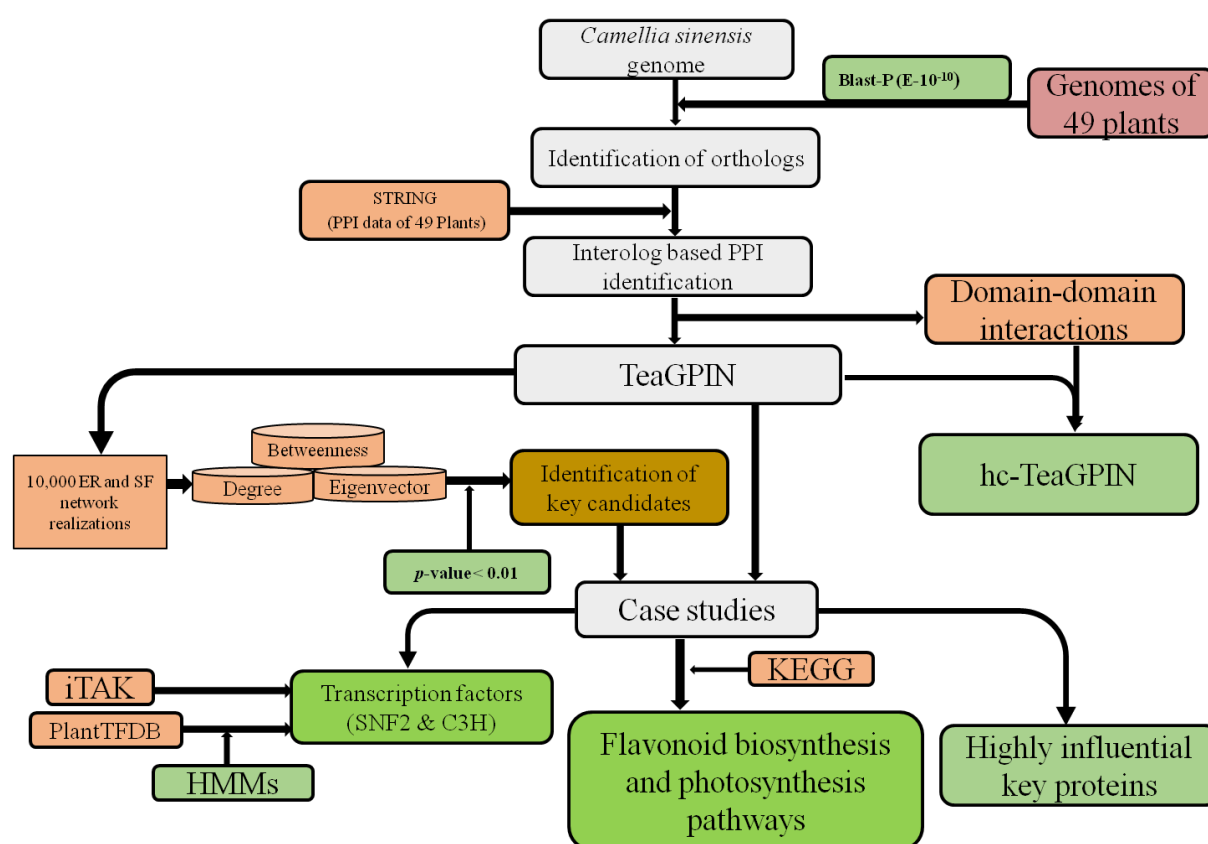 Camellia sinensis
genome
Blast-P (E-10-10)
Genomes of
49 plants
Identification of orthologs
STRING
(PPI data of 49 Plants)
Interolog based PPI
identification
Domain-domain
interactions
TeaGPIN
10,000 ER and SF
network
realizations
Betweenness
Degree
Eigenvector
Identification of
key candidates
hc-TeaGPIN
p-value< 0.01
Case studies
iTAK
PlantTFDB
HMMs
Transcription factors
(SNF2 & C3H)
KEGG
Flavonoid biosynthesis
and photosynthesis
pathways
Highly influential
key proteins